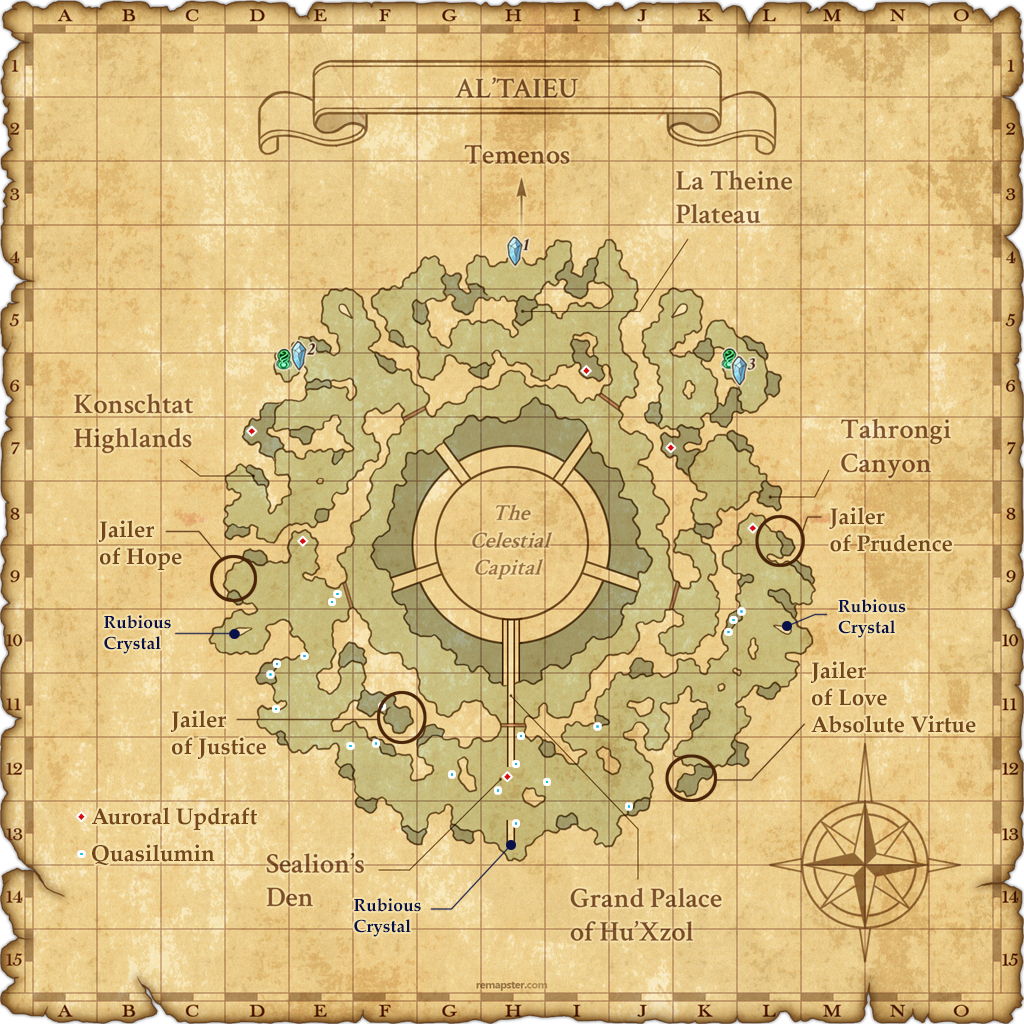 A B C D E F G H I J K L M N O
1 1
AL'TAIEU
2 2
Temenos
3 3
La Theine
Plateau
4 1 4
5 5
2
3
6 6
Konschtat
Highlands
Tahrongi
Canyon
7 7
8 8
Jailer
of Hope
The
Celestial
Capital
Jailer
of Prudence
9 9
Rubious
Crystal
Rubious
Crystal
10 10
Jailer
of Love
Absolute Virtue
11 11
Jailer
of Justice
12 12
Auroral Updraft
13 13
Quasilumin
Sealion's
Den
14 14
Rubious
Crystal
Grand Palace
of Hu'Xzol
15 15
remapster.com
A B C D E F G H I J K L M N O